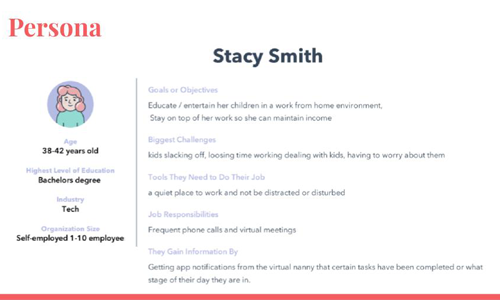 Persona
Stacy Smith
Age
38-42 years old
Highest Level of Education
Bachelors degree
Industry
Tech
Organization Size
Self-employed 1-10 employee
Goals or Objectives
Educate / entertain her children in a work from home environment.
Stay on top of her work so she can maintain income
Biggest Challenges
kids slacking off, loosing time working dealing with kids, having to worry about them
Tools They Need to Do Their Job
a quiet place to work and not be distracted or disturbed
Job Responsibilities
Frequent phone calls and virtual meetings
They Gain Information By
Getting app notifications from the virtual nanny that certain tasks have been completed or what
stage of their day they are in.